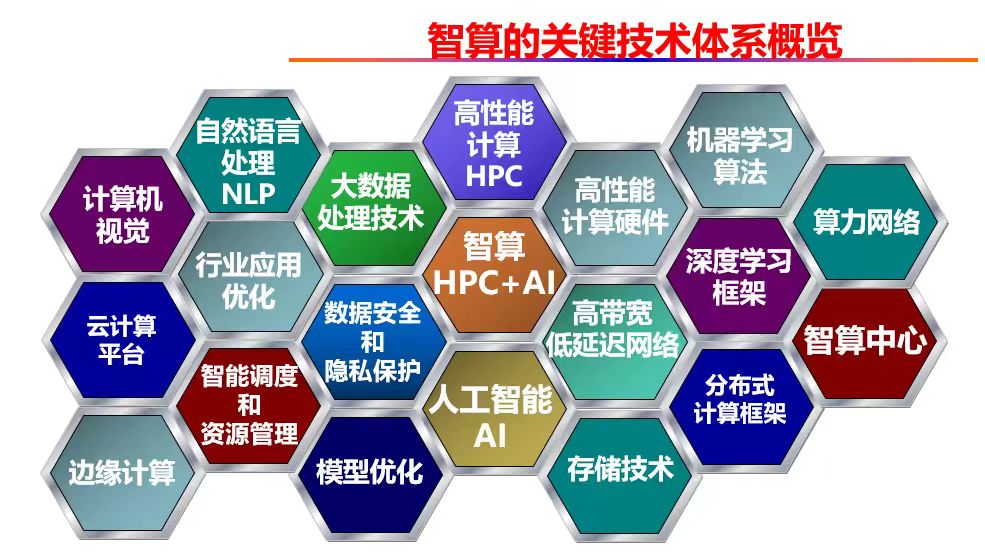 智算的关键技术体系概览
计算机
视觉
云计算
平台
边缘计算
自然语言
处理
NLP
行业应用
优化
智能调度
和
资源管理
大数据
处理技术
数据安全
和
隐私保护
模型优化
高性能
计算
HPC
智算
HPC+AI
人工智能
AI
高性能
计算硬件
高带宽
低延迟网络
存储技术
机器学习
算法
深度学习
框架
分布式
计算框架
算力网络
智算中心